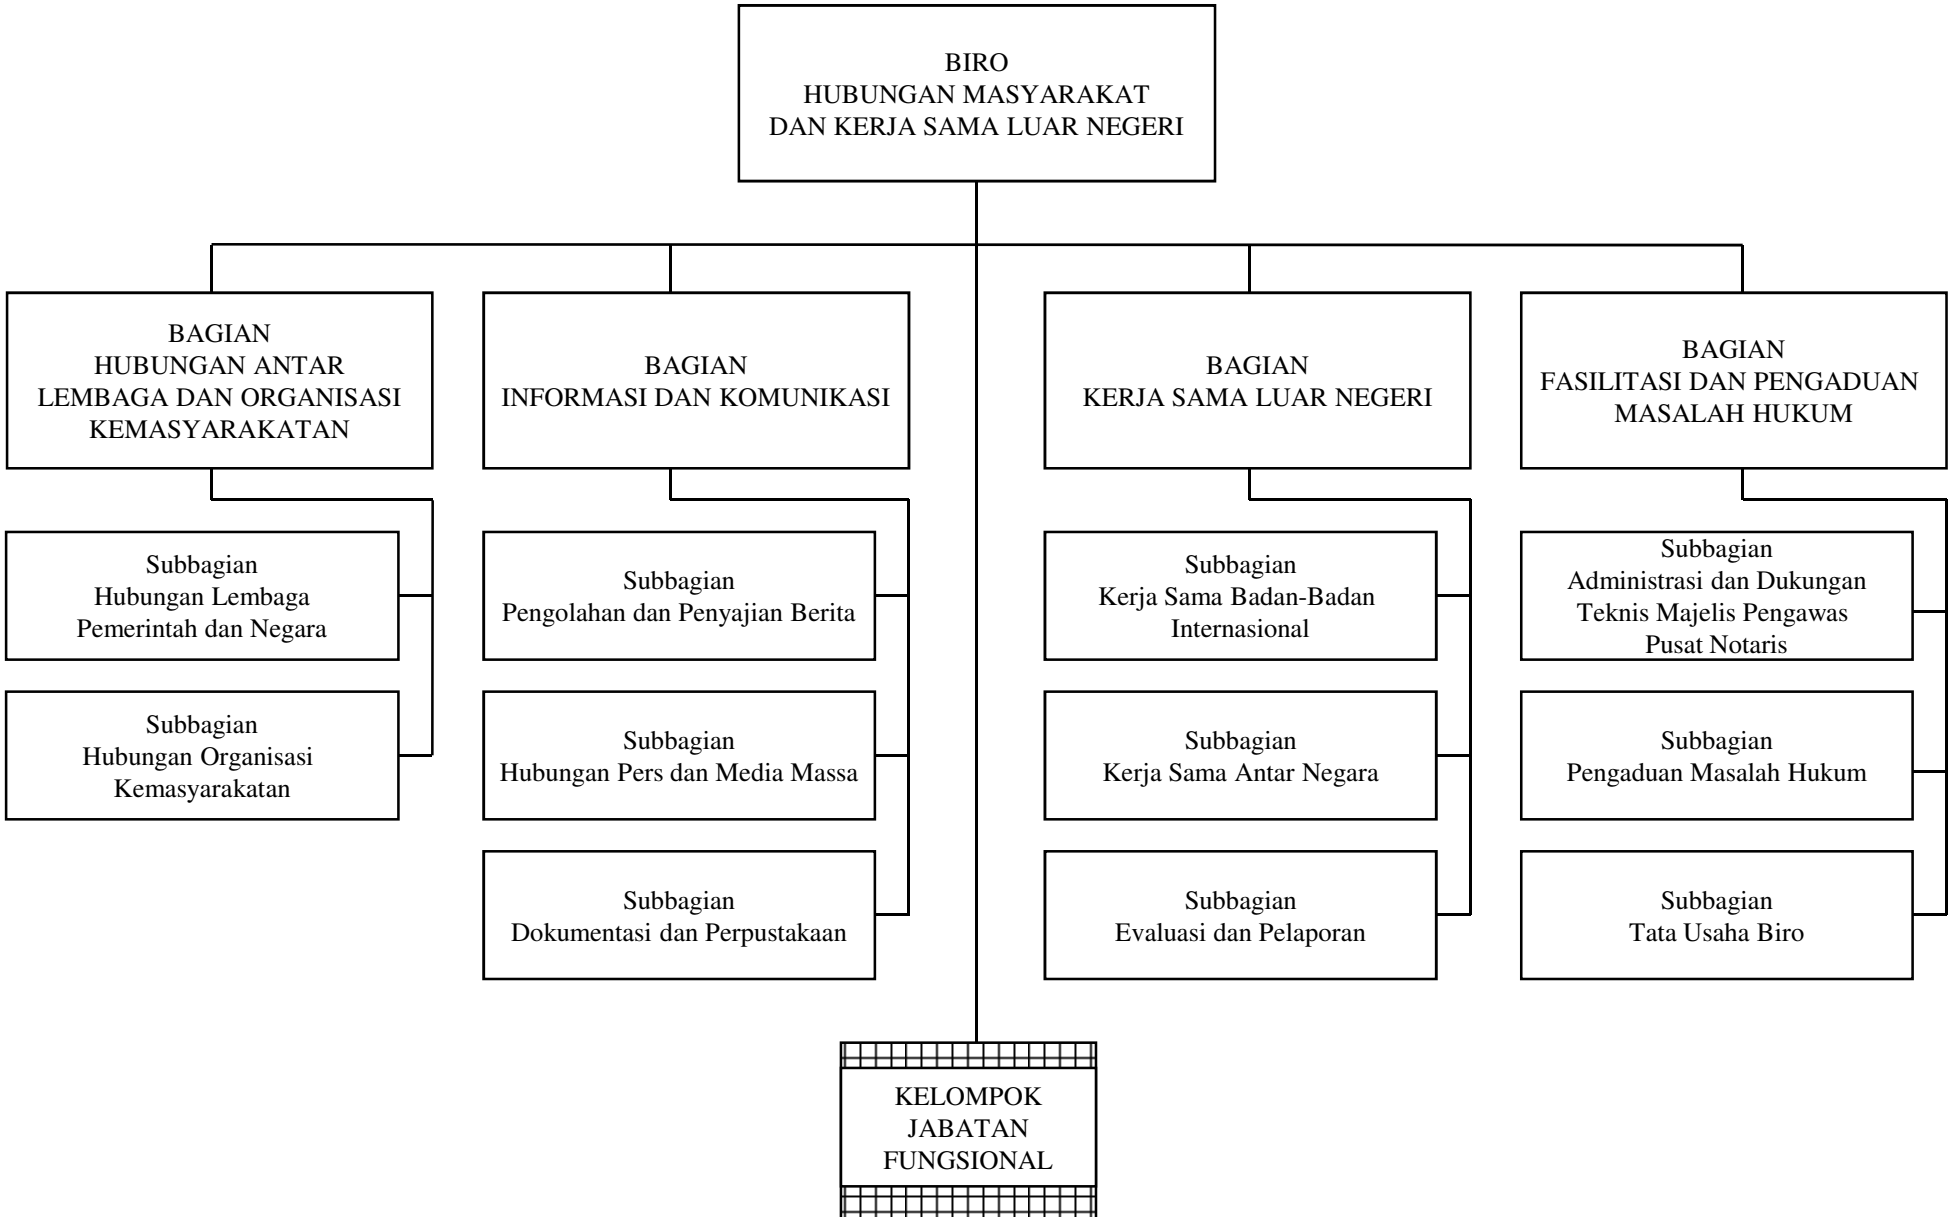 BIRO
HUBUNGAN MASYARAKAT
DAN KERJA SAMA LUAR NEGERI
BAGIAN
HUBUNGAN ANTAR
LEMBAGA DAN ORGANISASI
KEMASYARAKATAN
BAGIAN
INFORMASI DAN KOMUNIKASI
BAGIAN
KERJA SAMA LUAR NEGERI
BAGIAN
FASILITASI DAN PENGADUAN
MASALAH HUKUM
Subbagian
Hubungan Lembaga
Pemerintah dan Negara
Subbagian
Pengolahan dan Penyajian Berita
Subbagian
Kerja Sama Badan-Badan
Internasional
Subbagian
Administrasi dan Dukungan
Teknis Majelis Pengawas
Pusat Notaris
Subbagian
Hubungan Organisasi
Kemasyarakatan
Subbagian
Hubungan Pers dan Media Massa
Subbagian
Kerja Sama Antar Negara
Subbagian
Pengaduan Masalah Hukum
Subbagian
Dokumentasi dan Perpustakaan
Subbagian
Evaluasi dan Pelaporan
Subbagian
Tata Usaha Biro
KELOMPOK
JABATAN
FUNGSIONAL